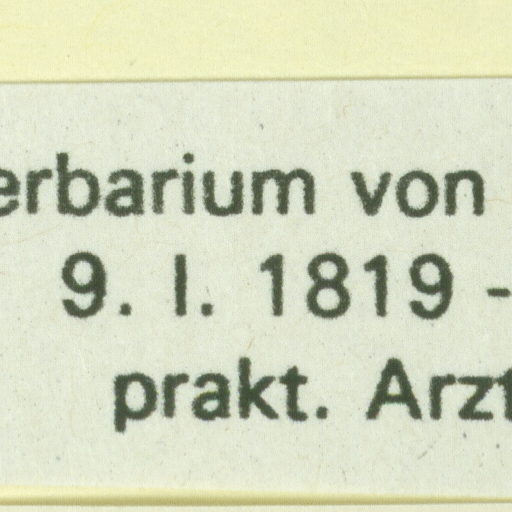 erbarium von
9. I. 1819 -
prakt. Arzt